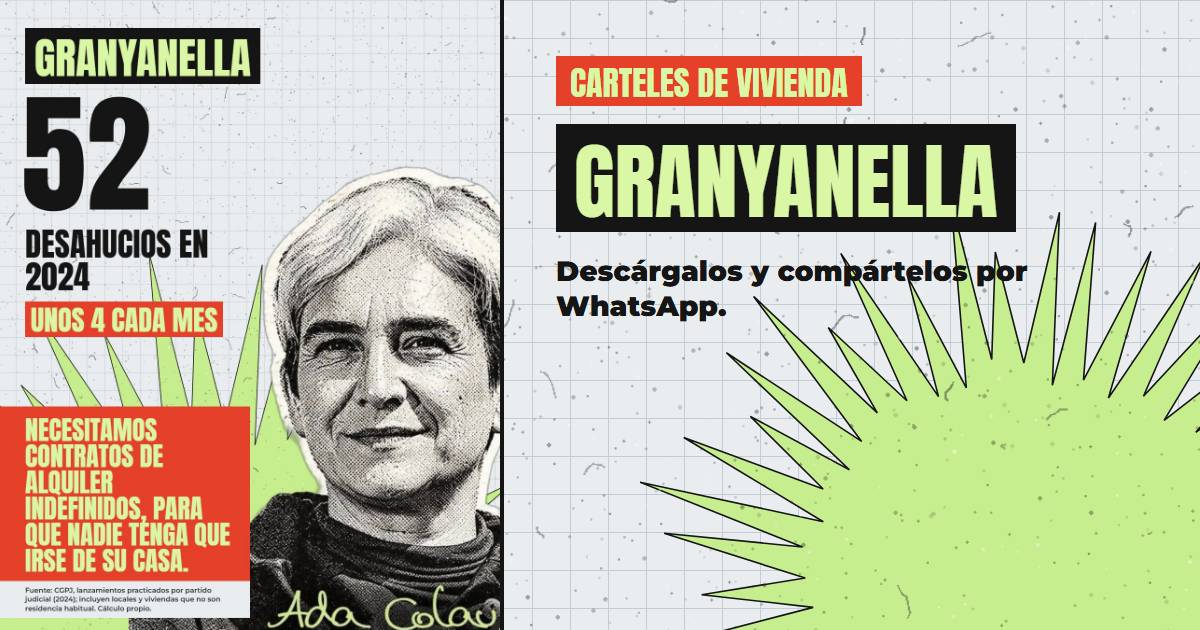 GRANYANELLA
52
DESAHUCIOS EN
2024
UNOS 4 CADA MES
NECESITAMOS
CONTRATOS DE
ALQUILER
INDEFINIDOS, PARA
QUE NADIE TENGA QUE
IRSE DE SU CASA.
Fuente: CGPJ, lanzamientos practicados por partido
judicial (2024); incluyen locales y viviendas que no son
residencia habitual. Cálculo propio.
Ada Colau
CARTELES DE VIVIENDA
GRANYANELLA
Descárgalos y compártelos por
WhatsApp.